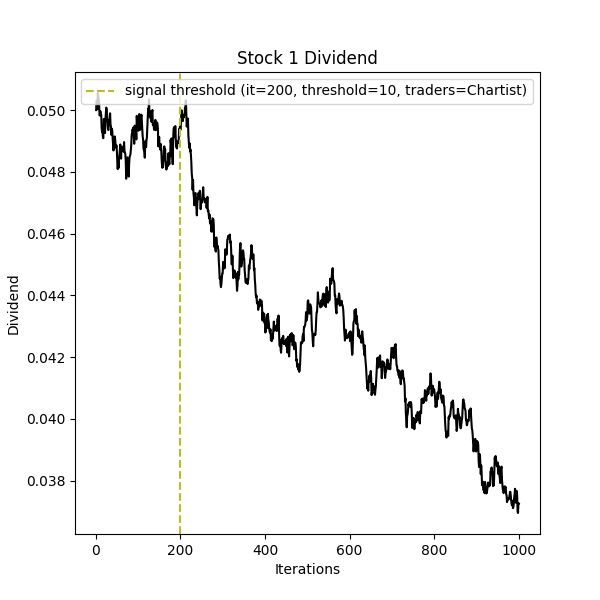 Stock 1 Dividend
signal threshold (it=200, threshold=10, traders=Chartist)
0.050
0.048
0.046
0.044
0.042
0.040
0.038
Dividend
0 200 400 600 800 1000
Iterations